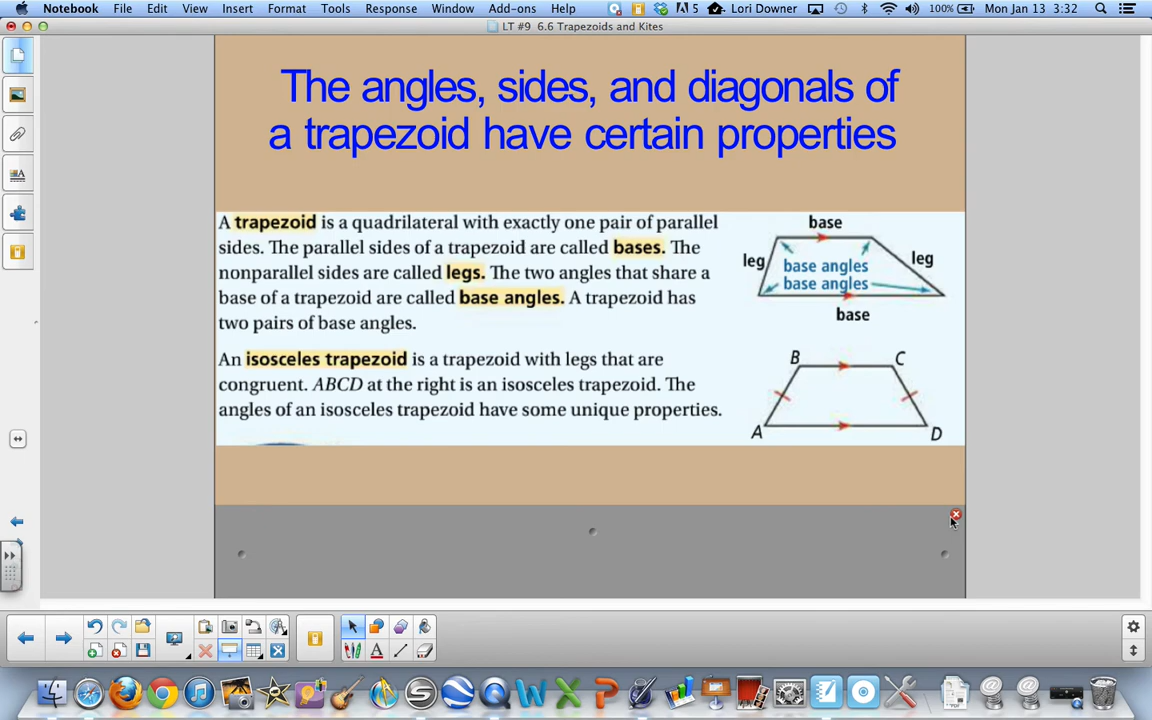 Notebook File Edit View Insert Format Tools Response Window Add-ons Help 5 Lori Downer 100% Mon Jan 13 3:32
LT #9 6.6 Trapezoids and Kites
The angles, sides, and diagonals of
a trapezoid have certain properties
A trapezoid is a quadrilateral with exactly one pair of parallel
sides. The parallel sides of a trapezoid are called bases. The
nonparallel sides are called legs. The two angles that share a
base of a trapezoid are called base angles. A trapezoid has
two pairs of base angles.
base
leg
leg
base angles
base angles
base
An isosceles trapezoid is a trapezoid with legs that are
congruent. ABCD at the right is an isosceles trapezoid. The
angles of an isosceles trapezoid have some unique properties.
B C
A D